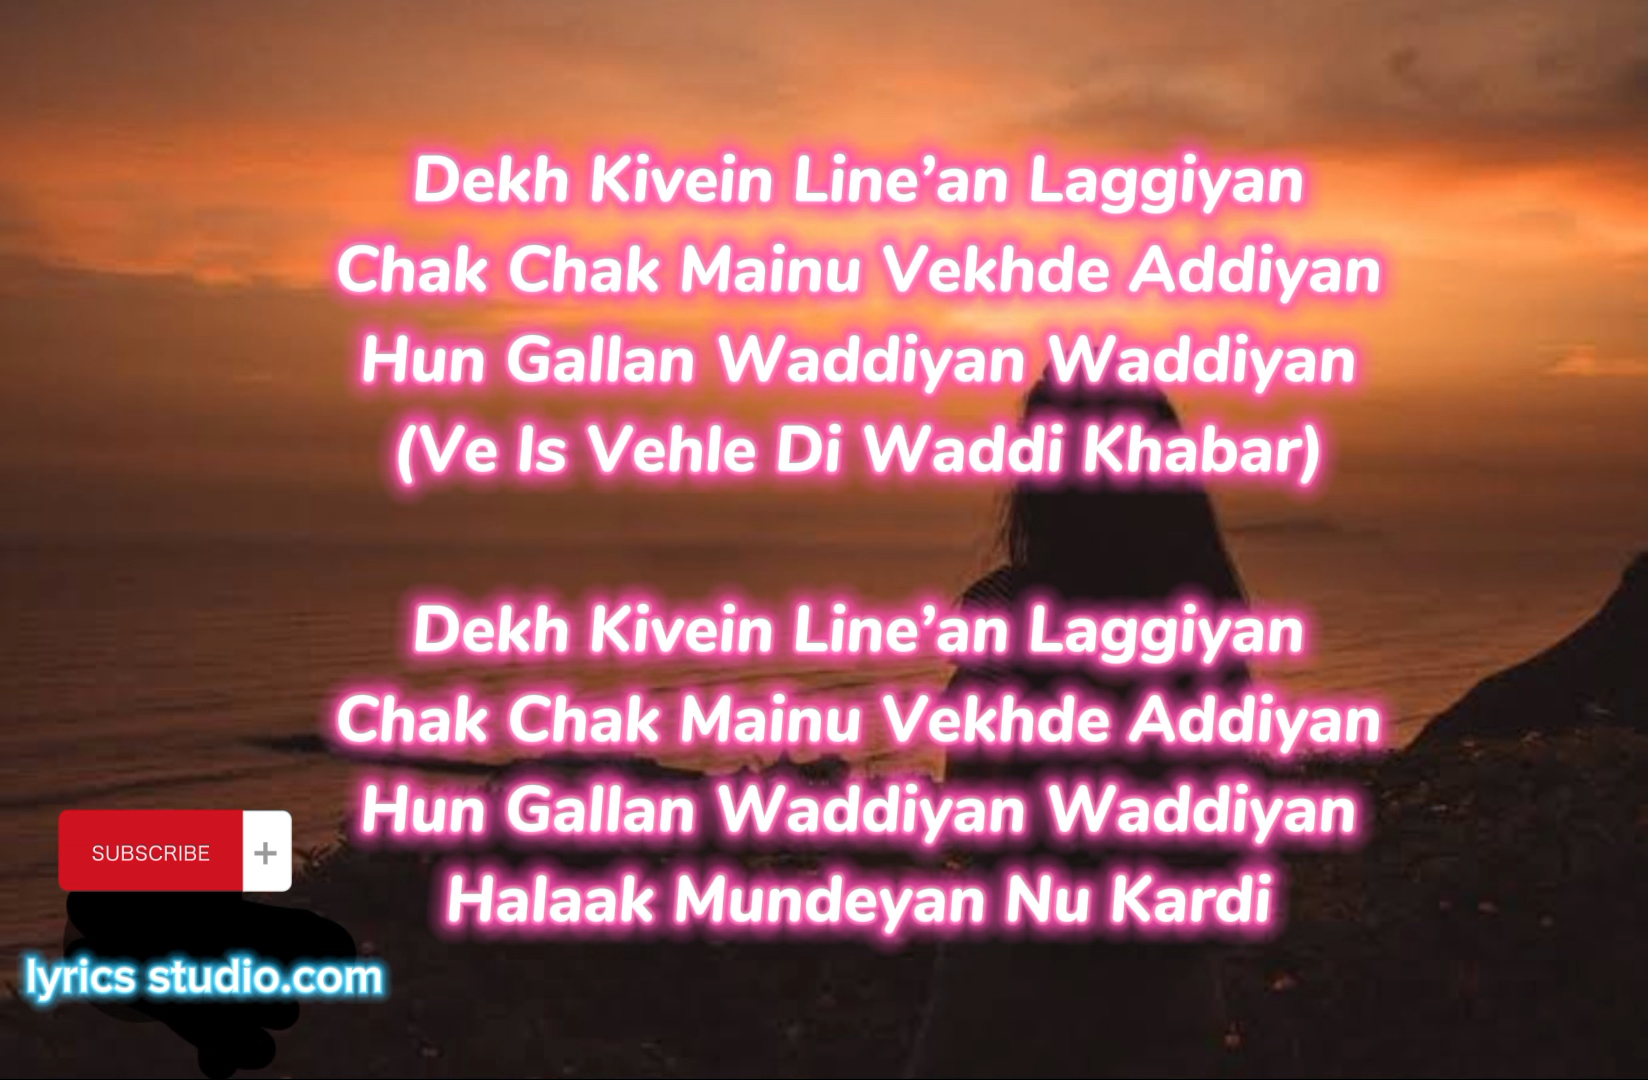 Dekh Kivein Line’an Laggiyan
Chak Chak Mainu Vekhde Addiyan
Hun Gallan Waddiyan Waddiyan
(Ve Is Vehle Di Waddi Khabar)
Dekh Kivein Line’an Laggiyan
Chak Chak Mainu Vekhde Addiyan
Hun Gallan Waddiyan Waddiyan
Halaak Mundeyan Nu Kardi
SUBSCRIBE +
lyrics studio.com